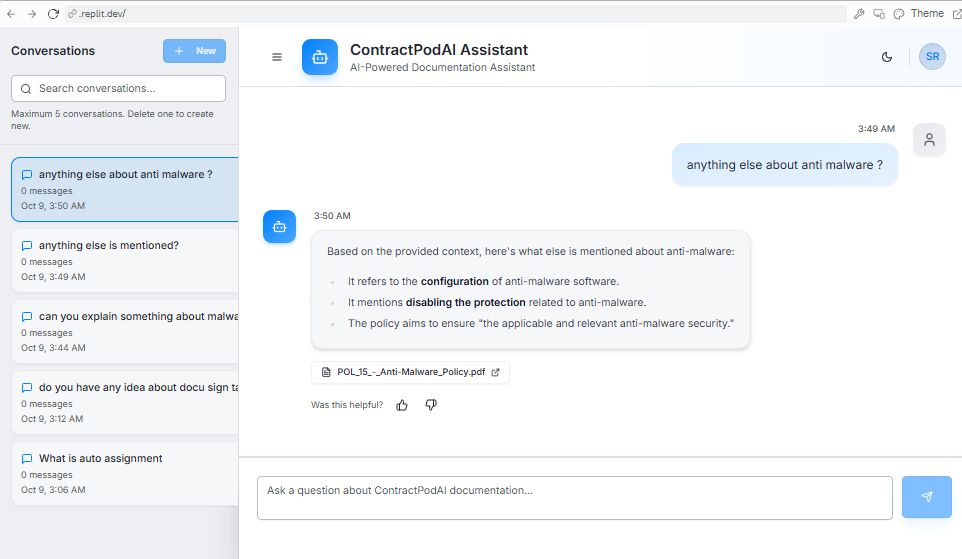 .replit.dev/
Theme
Conversations
+ New
Search conversations...
Maximum 5 conversations. Delete one to create
new.
anything else about anti malware ?
0 messages
Oct 9, 3:50 AM
anything else is mentioned?
0 messages
Oct 9, 3:49 AM
can you explain something about malwa
0 messages
Oct 9, 3:44 AM
do you have any idea about docu sign ta
0 messages
Oct 9, 3:12 AM
What is auto assignment
0 messages
Oct 9, 3:06 AM
ContractPodAI Assistant
AI-Powered Documentation Assistant
SR
3:49 AM
anything else about anti malware ?
3:50 AM
Based on the provided context, here's what else is mentioned about anti-malware:
It refers to the configuration of anti-malware software.
It mentions disabling the protection related to anti-malware.
The policy aims to ensure "the applicable and relevant anti-malware security."
POL_15_-_Anti-Malware_Policy.pdf
Was this helpful?
Ask a question about ContractPodAI documentation...